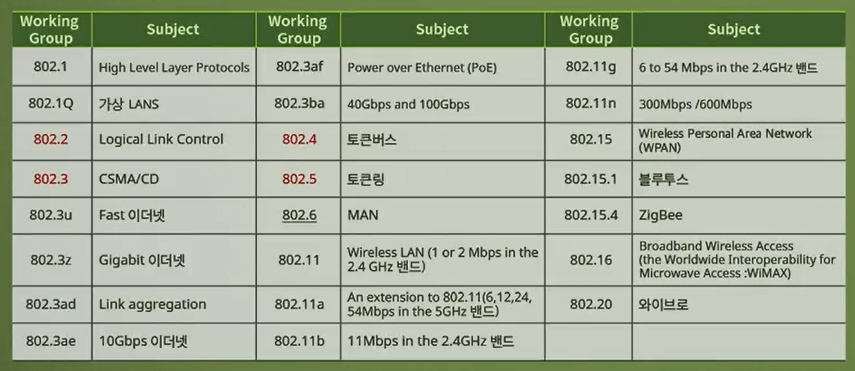 Working Group	Subject	Working Group	Subject	Working Group	Subject
802.1	High Level Layer Protocols	802.3af	Power over Ethernet (PoE)	802.11g	6 to 54 Mbps in the 2.4GHz 밴드
802.1Q	가상 LANS	802.3ba	40Gbps and 100Gbps	802.11n	300Mbps /600Mbps
802.2	Logical Link Control	802.4	토큰버스	802.15	Wireless Personal Area Network (WPAN)
802.3	CSMA/CD	802.5	토큰링	802.15.1	블루투스
802.3u	Fast 이더넷	802.6	MAN	802.15.4	ZigBee
802.3z	Gigabit 이더넷	802.11	Wireless LAN (1 or 2 Mbps in the 2.4 GHz 밴드)	802.16	Broadband Wireless Access (the Worldwide Interoperability for Microwave Access :WiMAX)
802.3ad	Link aggregation	802.11a	An extension to 802.11(6,12,24, 54Mbps in the 5GHz 밴드)	802.20	와이브로
802.3ae	10Gbps 이더넷	802.11b	11Mbps in the 2.4GHz 밴드